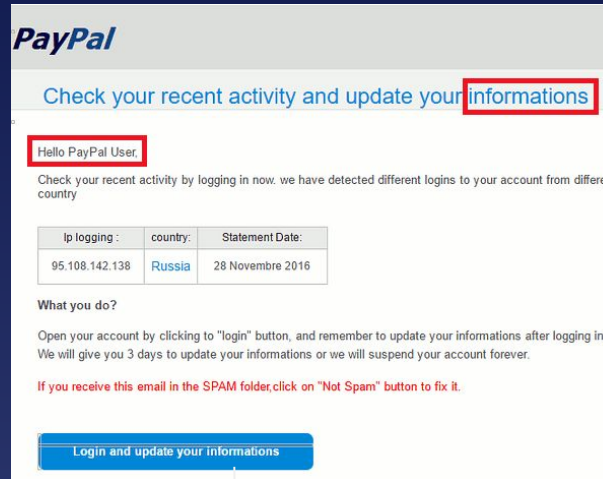 PayPal
Check your recent activity and update your informations
Hello PayPal User,
Check your recent activity by logging in now. we have detected different logins to your account from
country
Ip logging : country: Statement Date:
95.108.142.138 Russia 28 Novembre 2016
What you do?
Open your account by clicking to "login" button, and remember to update your informations after logging in
We will give you 3 days to update your informations or we will suspend your account forever.
If you receive this email in the SPAM folder,click on "Not Spam" button to fix it.
Login and update your informations